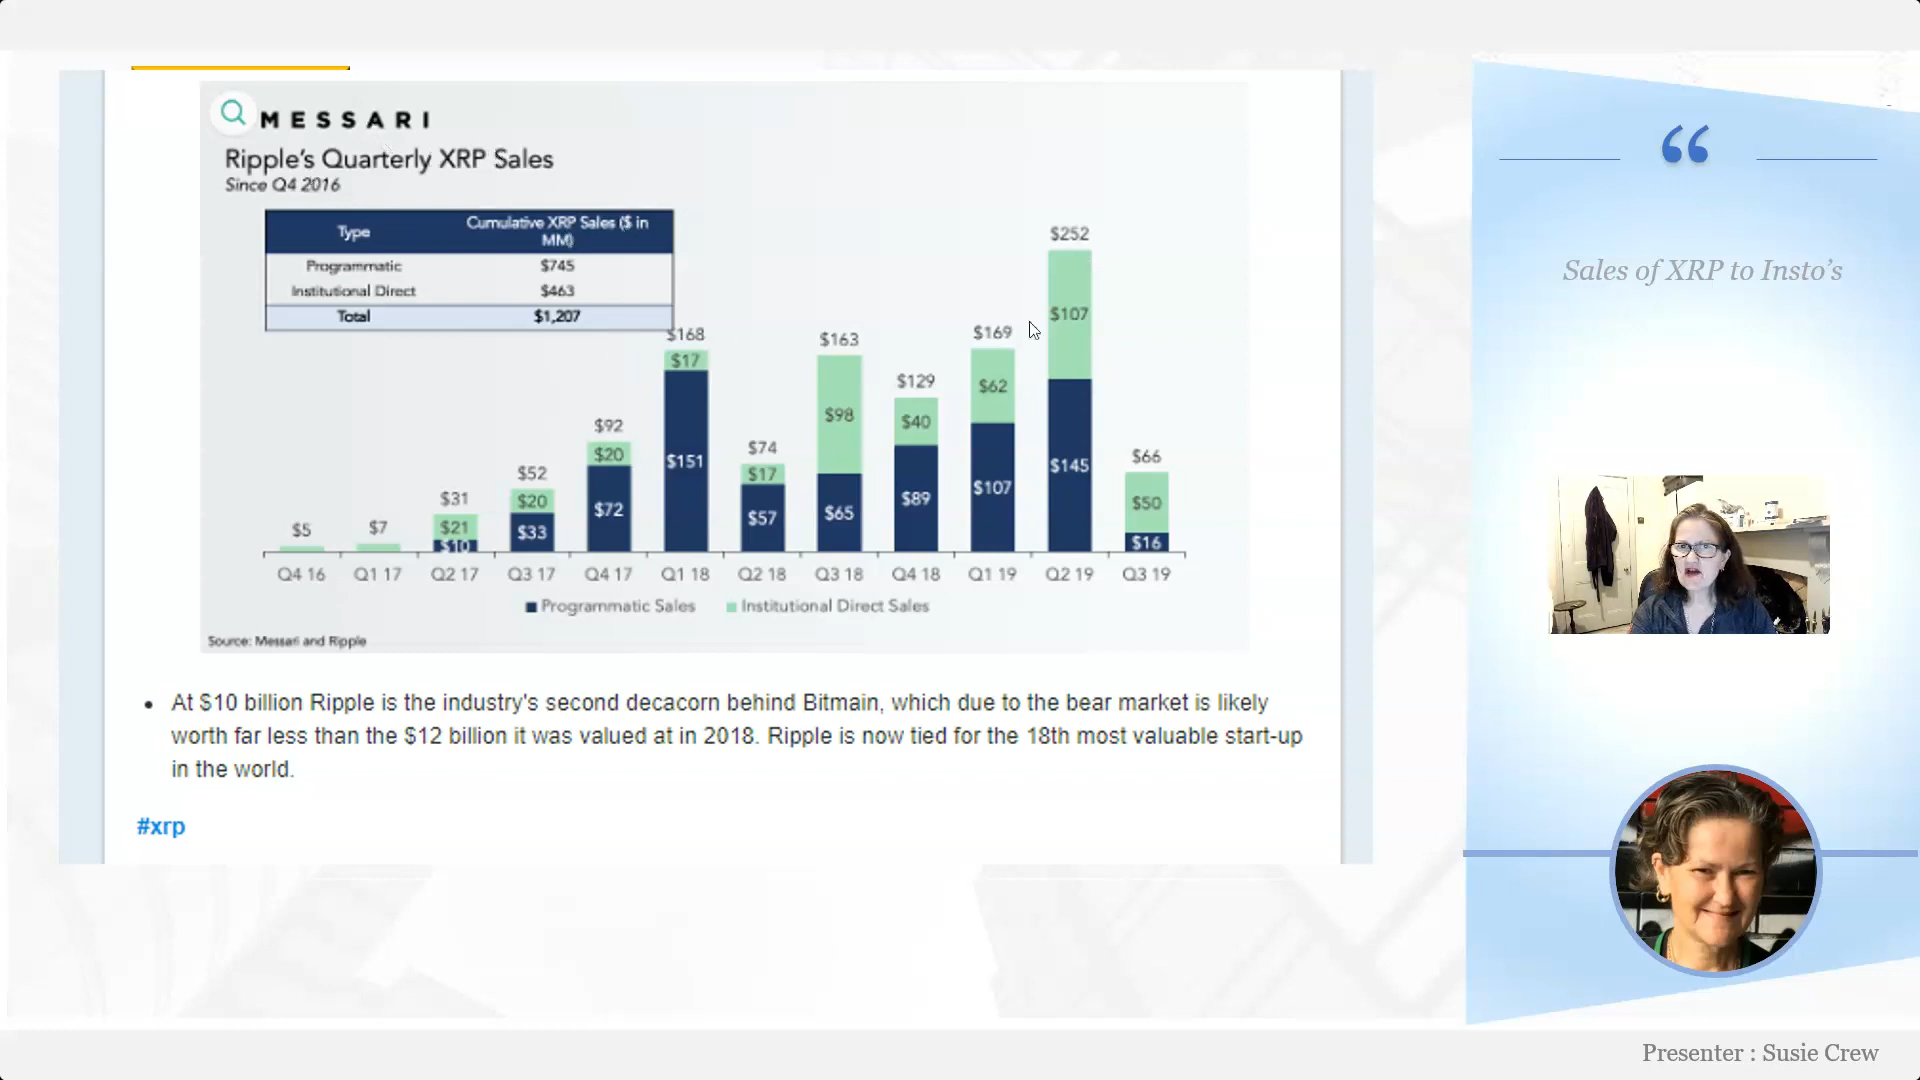 MESSARI
Ripple's Quarterly XRP Sales
Since Q4 2016
Type Cumulative XRP Sales ($ in
MM)
Programmatic $745
Institutional Direct $463
Total $1,207
$5 $7 $31 $52 $92 $168 $74 $163 $129 $169 $252 $66
$21 $20 $20 $17 $17 $98 $40 $62 $107 $50
$10 $33 $72 $151 $57 $65 $89 $107 $145 $16
Q4 16 Q1 17 Q2 17 Q3 17 Q4 17 Q1 18 Q2 18 Q3 18 Q4 18 Q1 19 Q2 19 Q3 19
Programmatic Sales Institutional Direct Sales
Source: Messari and Ripple
• At $10 billion Ripple is the industry's second decacorn behind Bitmain, which due to the bear market is likely
worth far less than the $12 billion it was valued at in 2018. Ripple is now tied for the 18th most valuable start-up
in the world.
#xrp
“
Sales of XRP to Insto’s
Presenter : Susie Crew